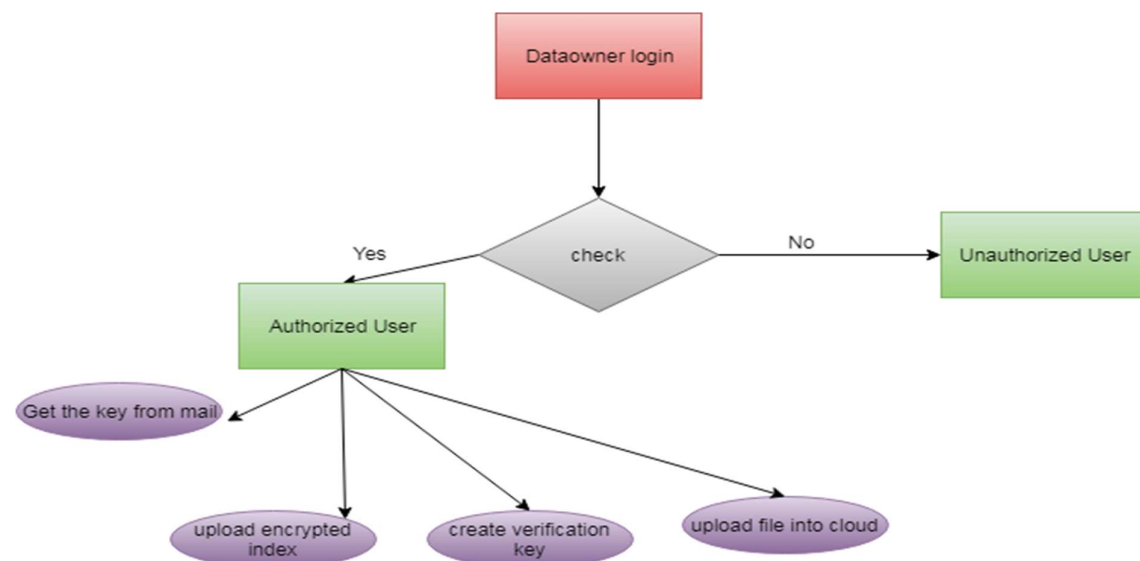 Dataowner login
check
Yes
No
Unauthorized User
Authorized User
Get the key from mail
upload encrypted
index
create verification
key
upload file into cloud